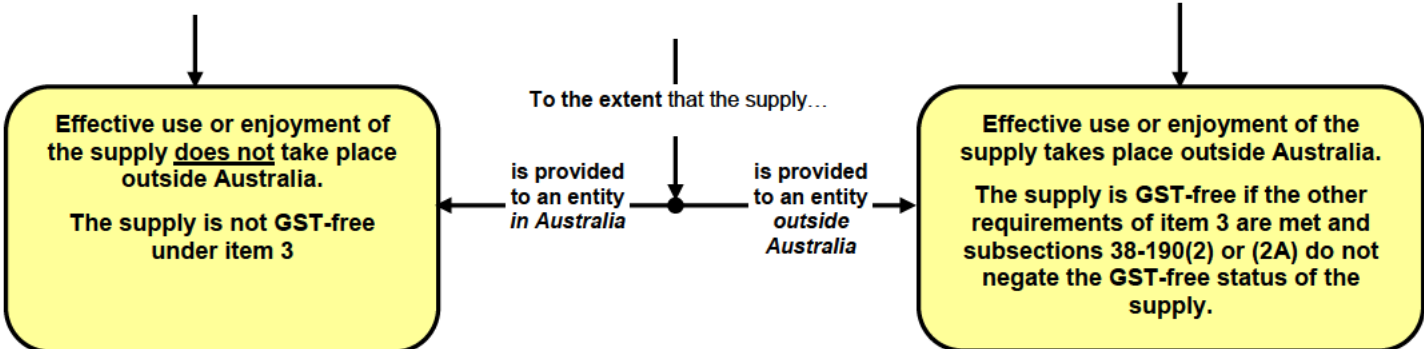 Effective use or enjoyment of
the supply does not take place
outside Australia.
The supply is not GST-free
under item 3
To the extent that the supply…
is provided
to an entity
in Australia
is provided
to an entity
outside
Australia
Effective use or enjoyment of the
supply takes place outside Australia.
The supply is GST-free if the other
requirements of item 3 are met and
subsections 38-190(2) or (2A) do not
negate the GST-free status of the
supply.